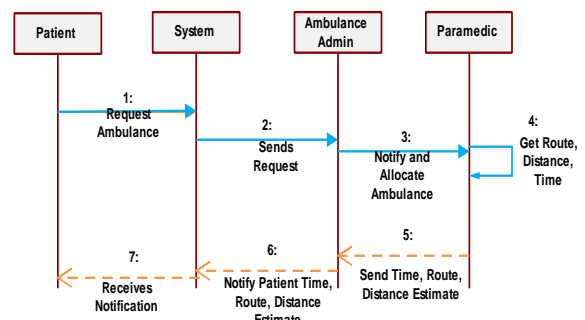 Patient
System
Ambulance
Admin
Paramedic
1:
Request
Ambulance
2:
Sends
Request
3:
Notify and
Allocate
Ambulance
4:
Get Route,
Distance,
Time
5:
Send Time, Route,
Distance Estimate
6:
Notify Patient Time,
Route, Distance
Estimate
7:
Receives
Notification